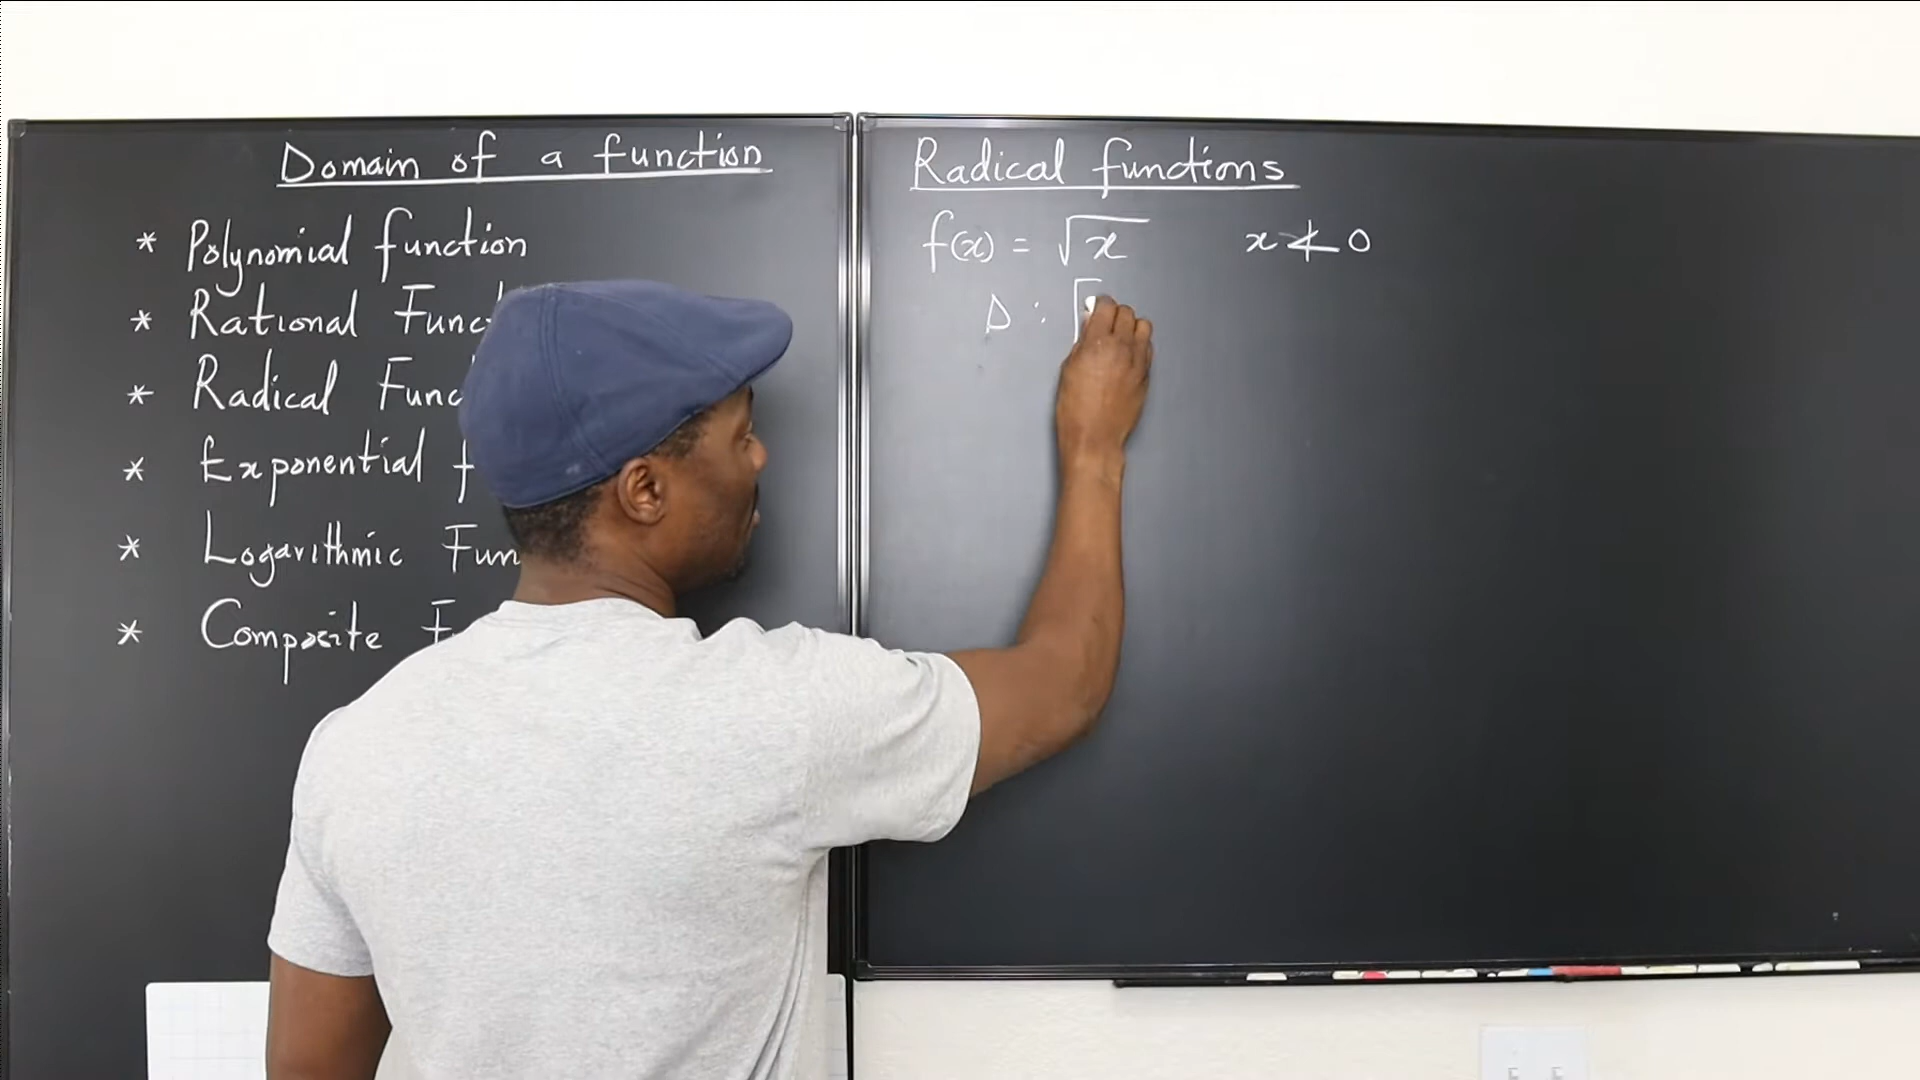 Domain of a function
* Polynomial function
* Rational Func
* Radical Func
* Exponential f
* Logarithmic Fun
* Composite F
Radical functions
f(x) = √x x ≮ 0
D : [